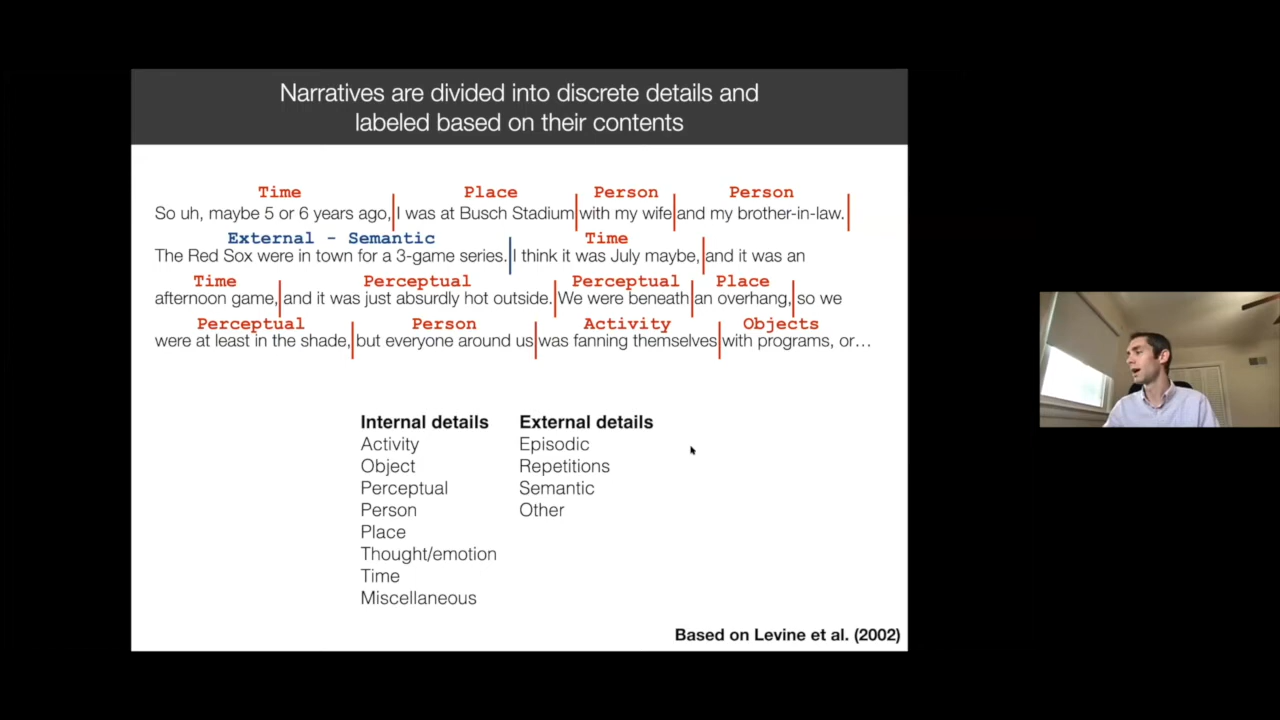 Narratives are divided into discrete details and
labeled based on their contents
Time Place Person Person
So uh, maybe 5 or 6 years ago, I was at Busch Stadium with my wife and my brother-in-law.
External - Semantic Time
The Red Sox were in town for a 3-game series. I think it was July maybe, and it was an
Time Perceptual Perceptual Place
afternoon game, and it was just absurdly hot outside. We were beneath an overhang, so we
Perceptual Person Activity Objects
were at least in the shade, but everyone around us was fanning themselves with programs, or…
Internal details External details
Activity Episodic
Object Repetitions
Perceptual Semantic
Person Other
Place
Thought/emotion
Time
Miscellaneous
Based on Levine et al. (2002)